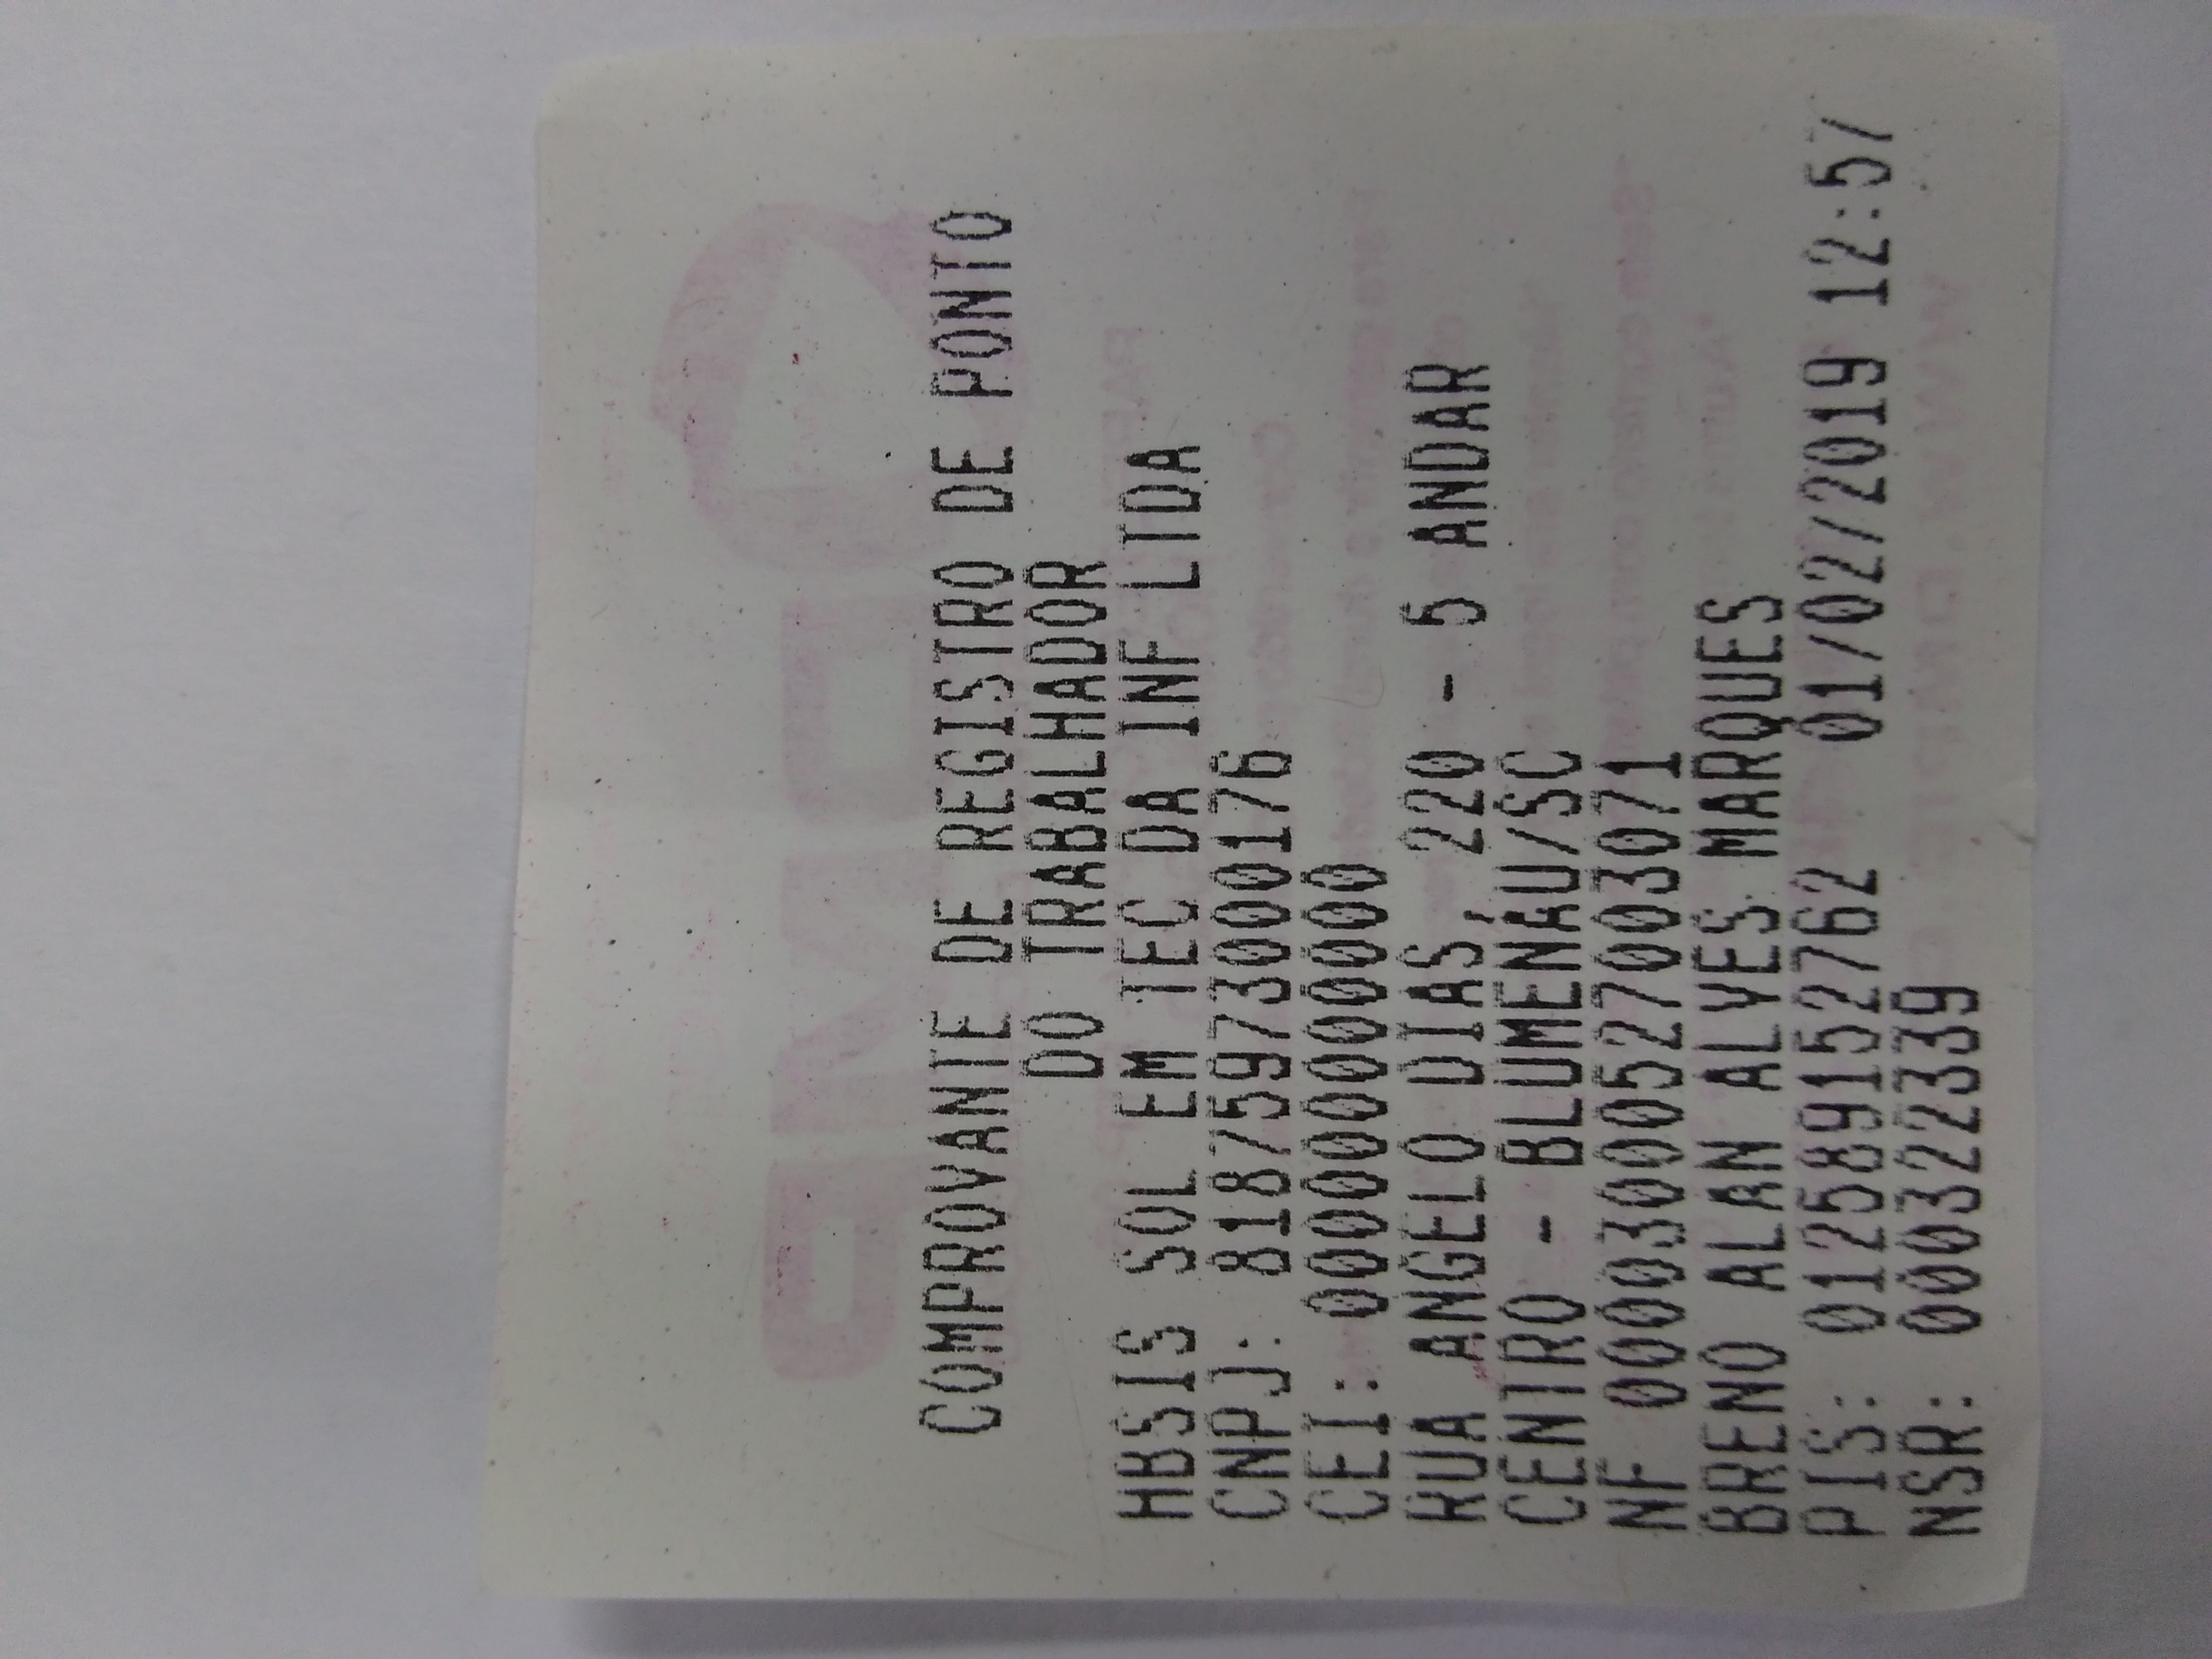 COMPROVANTE DE REGISTRO DE PONTO
DO TRABALHADOR
HBSIS SOL EM TEC DA INF LTDA
CNPJ: 81875973000176
CEI: 000000000000
RUA ANGELO DIAS, 220 - 5 ANDAR
CENTRO - BLUMENAU/SC
NF 00003000527003071
BRENO ALAN ALVES MARQUES
PIS: 012589152762 01/02/2019 12:57
NSR: 000322339